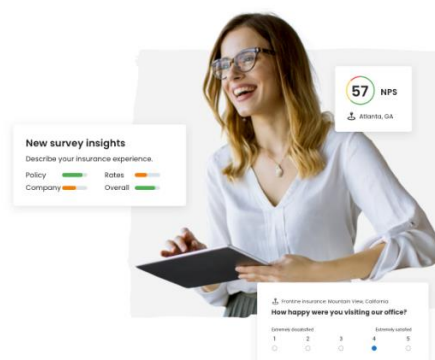 New survey insights
Describe your insurance experience.
Policy Rates
Company Overall
57 NPS
Atlanta, GA
Frontline Insurance Mountain View, California
How happy were you visiting our office?
Extremely dissatisfied Extremely satisfied
1 2 3 4 5